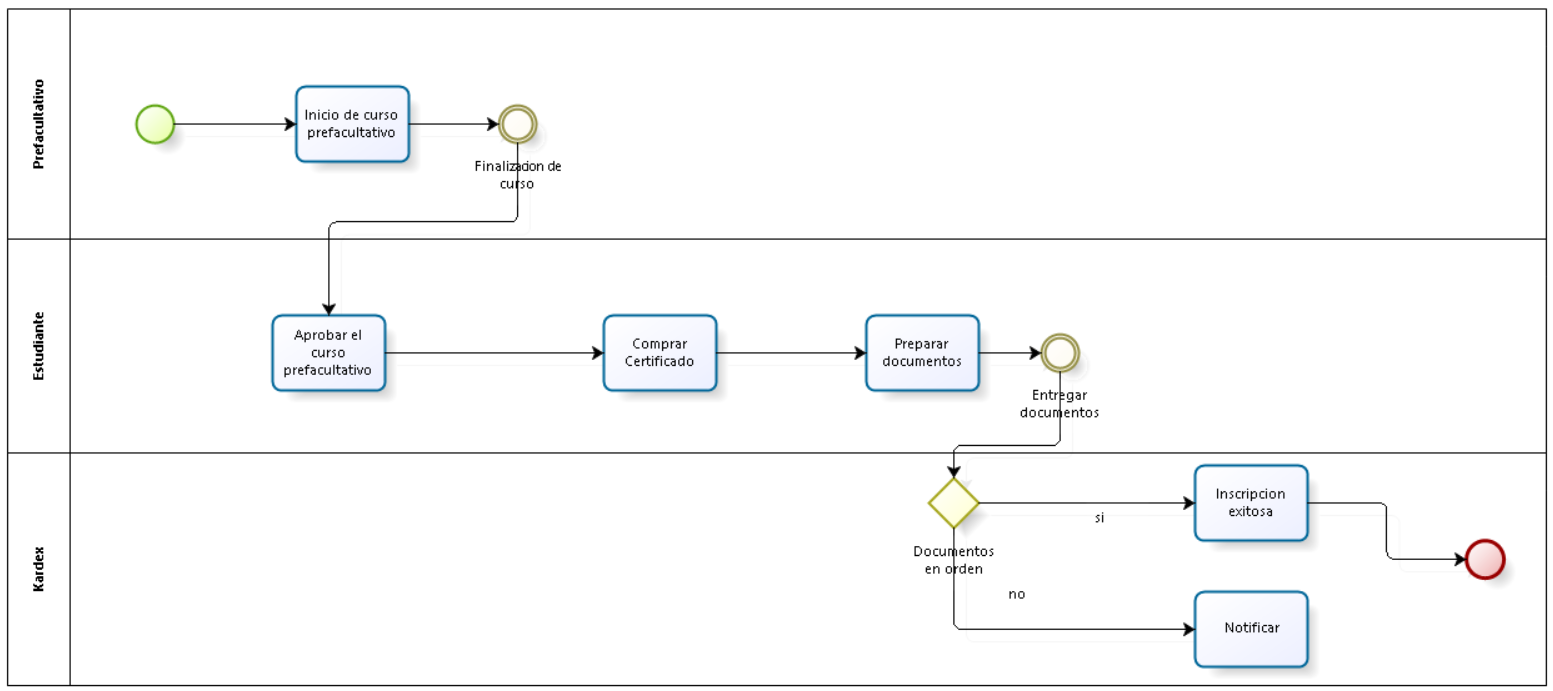 Prefacultativo
Inicio de curso
prefacultativo
Finalizacion de
curso
Estudiante
Aprobar el
curso
prefacultativo
Comprar
Certificado
Preparar
documentos
Entregar
documentos
Kardex
Documentos
en orden
si
no
Inscripcion
exitosa
Notificar